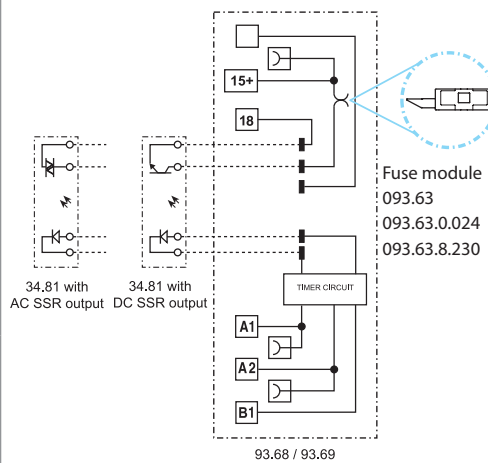 15+
18
Fuse module
093.63
093.63.0.024
093.63.8.230
34.81 with
AC SSR output
34.81 with
DC SSR output
TIMER CIRCUIT
A1
A2
B1
93.68 / 93.69